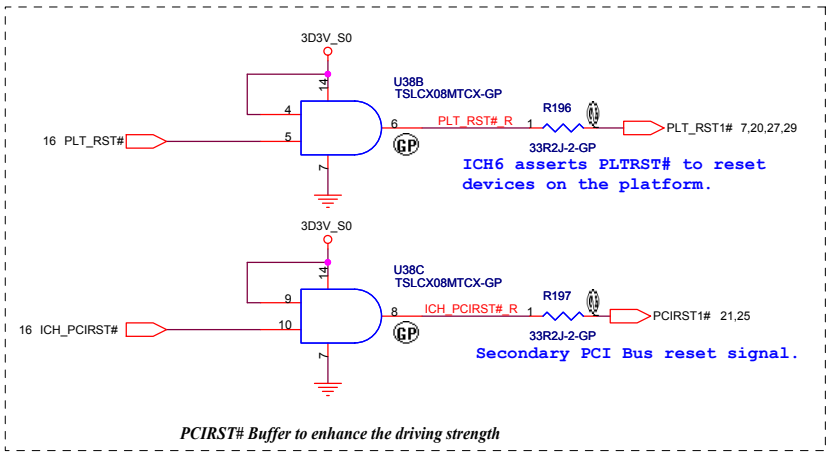 3D3V_S0
14
U38B
TSLCX08MTCX-GP
4
R196
16 PLT_RST#
5
6
PLT_RST#_R
1
2
PLT_RST1# 7,20,27,29
GP
33R2J-2-GP
7
ICH6 asserts PLTRST# to reset
devices on the platform.
3D3V_S0
14
U38C
TSLCX08MTCX-GP
9
R197
16 ICH_PCIRST#
10
8
ICH_PCIRST#_R
1
2
PCIRST1# 21,25
GP
33R2J-2-GP
7
Secondary PCI Bus reset signal.
PCIRST# Buffer to enhance the driving strength